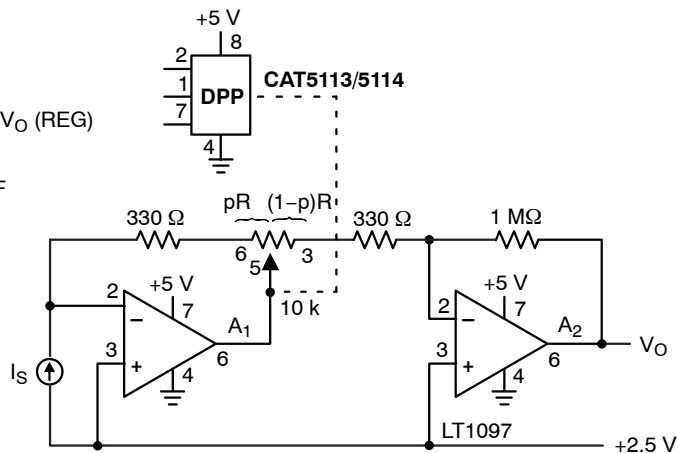 +5 V
8
2
1
7
4
DPP
CAT5113/5114
V_O (REG)
F
pR (1−p)R
330 Ω
330 Ω
1 MΩ
6
5
3
10 k
+5 V
7
2
−
3
+
A_1
6
4
+5 V
7
2
−
3
+
A_2
6
4
V_O
I_S
LT1097
+2.5 V